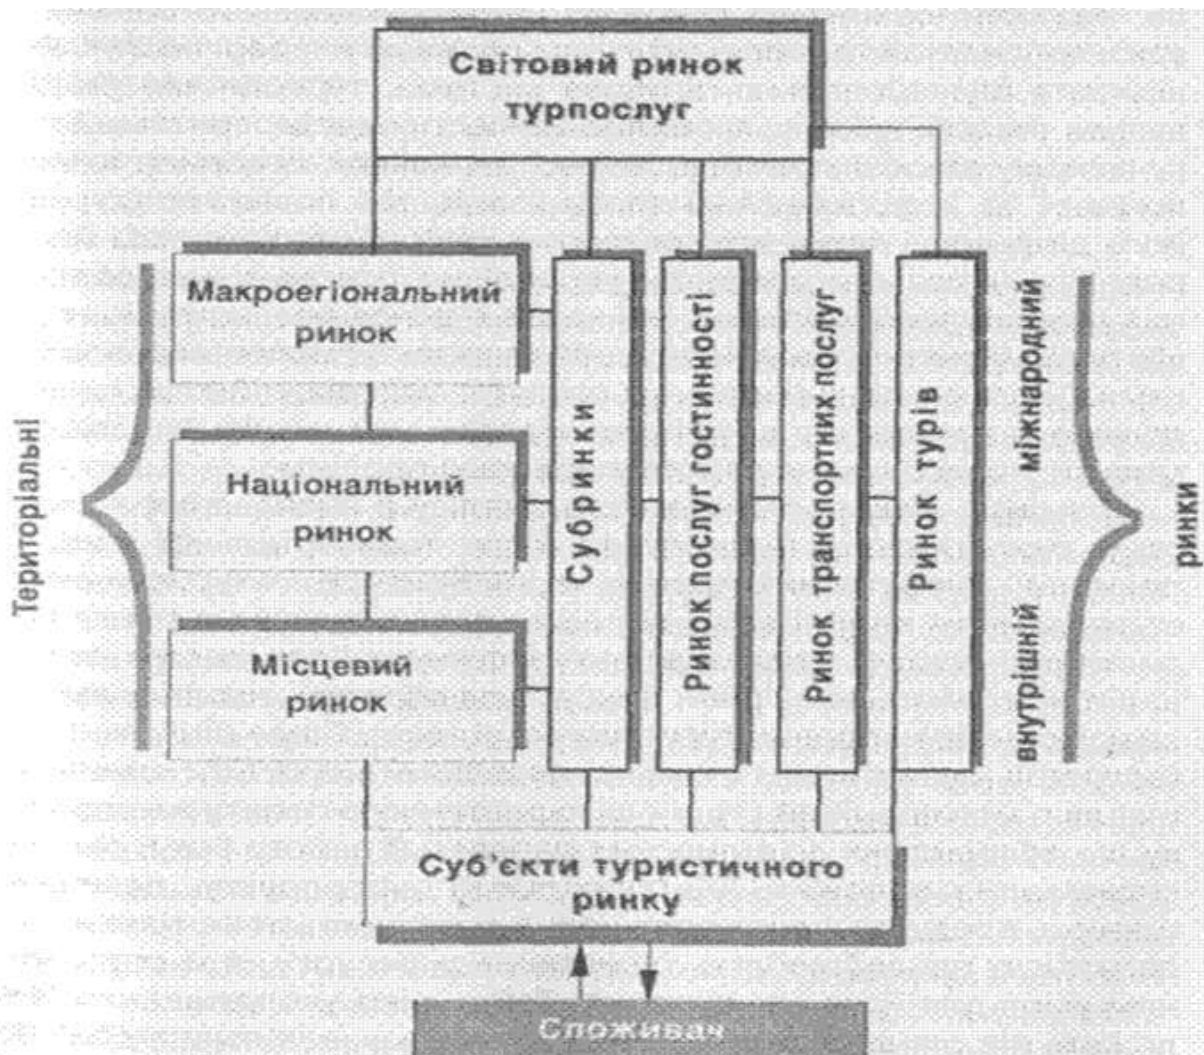 Світовий ринок
турпослуг
Територіальні
Макроегіональний
ринок
Національний
ринок
Місцевий
ринок
Субринки
Ринок послуг гостинності
Ринок транспортних послуг
Ринок турів
міжнародний
внутрішній
ринки
Суб'єкти туристичного
ринку
Споживач